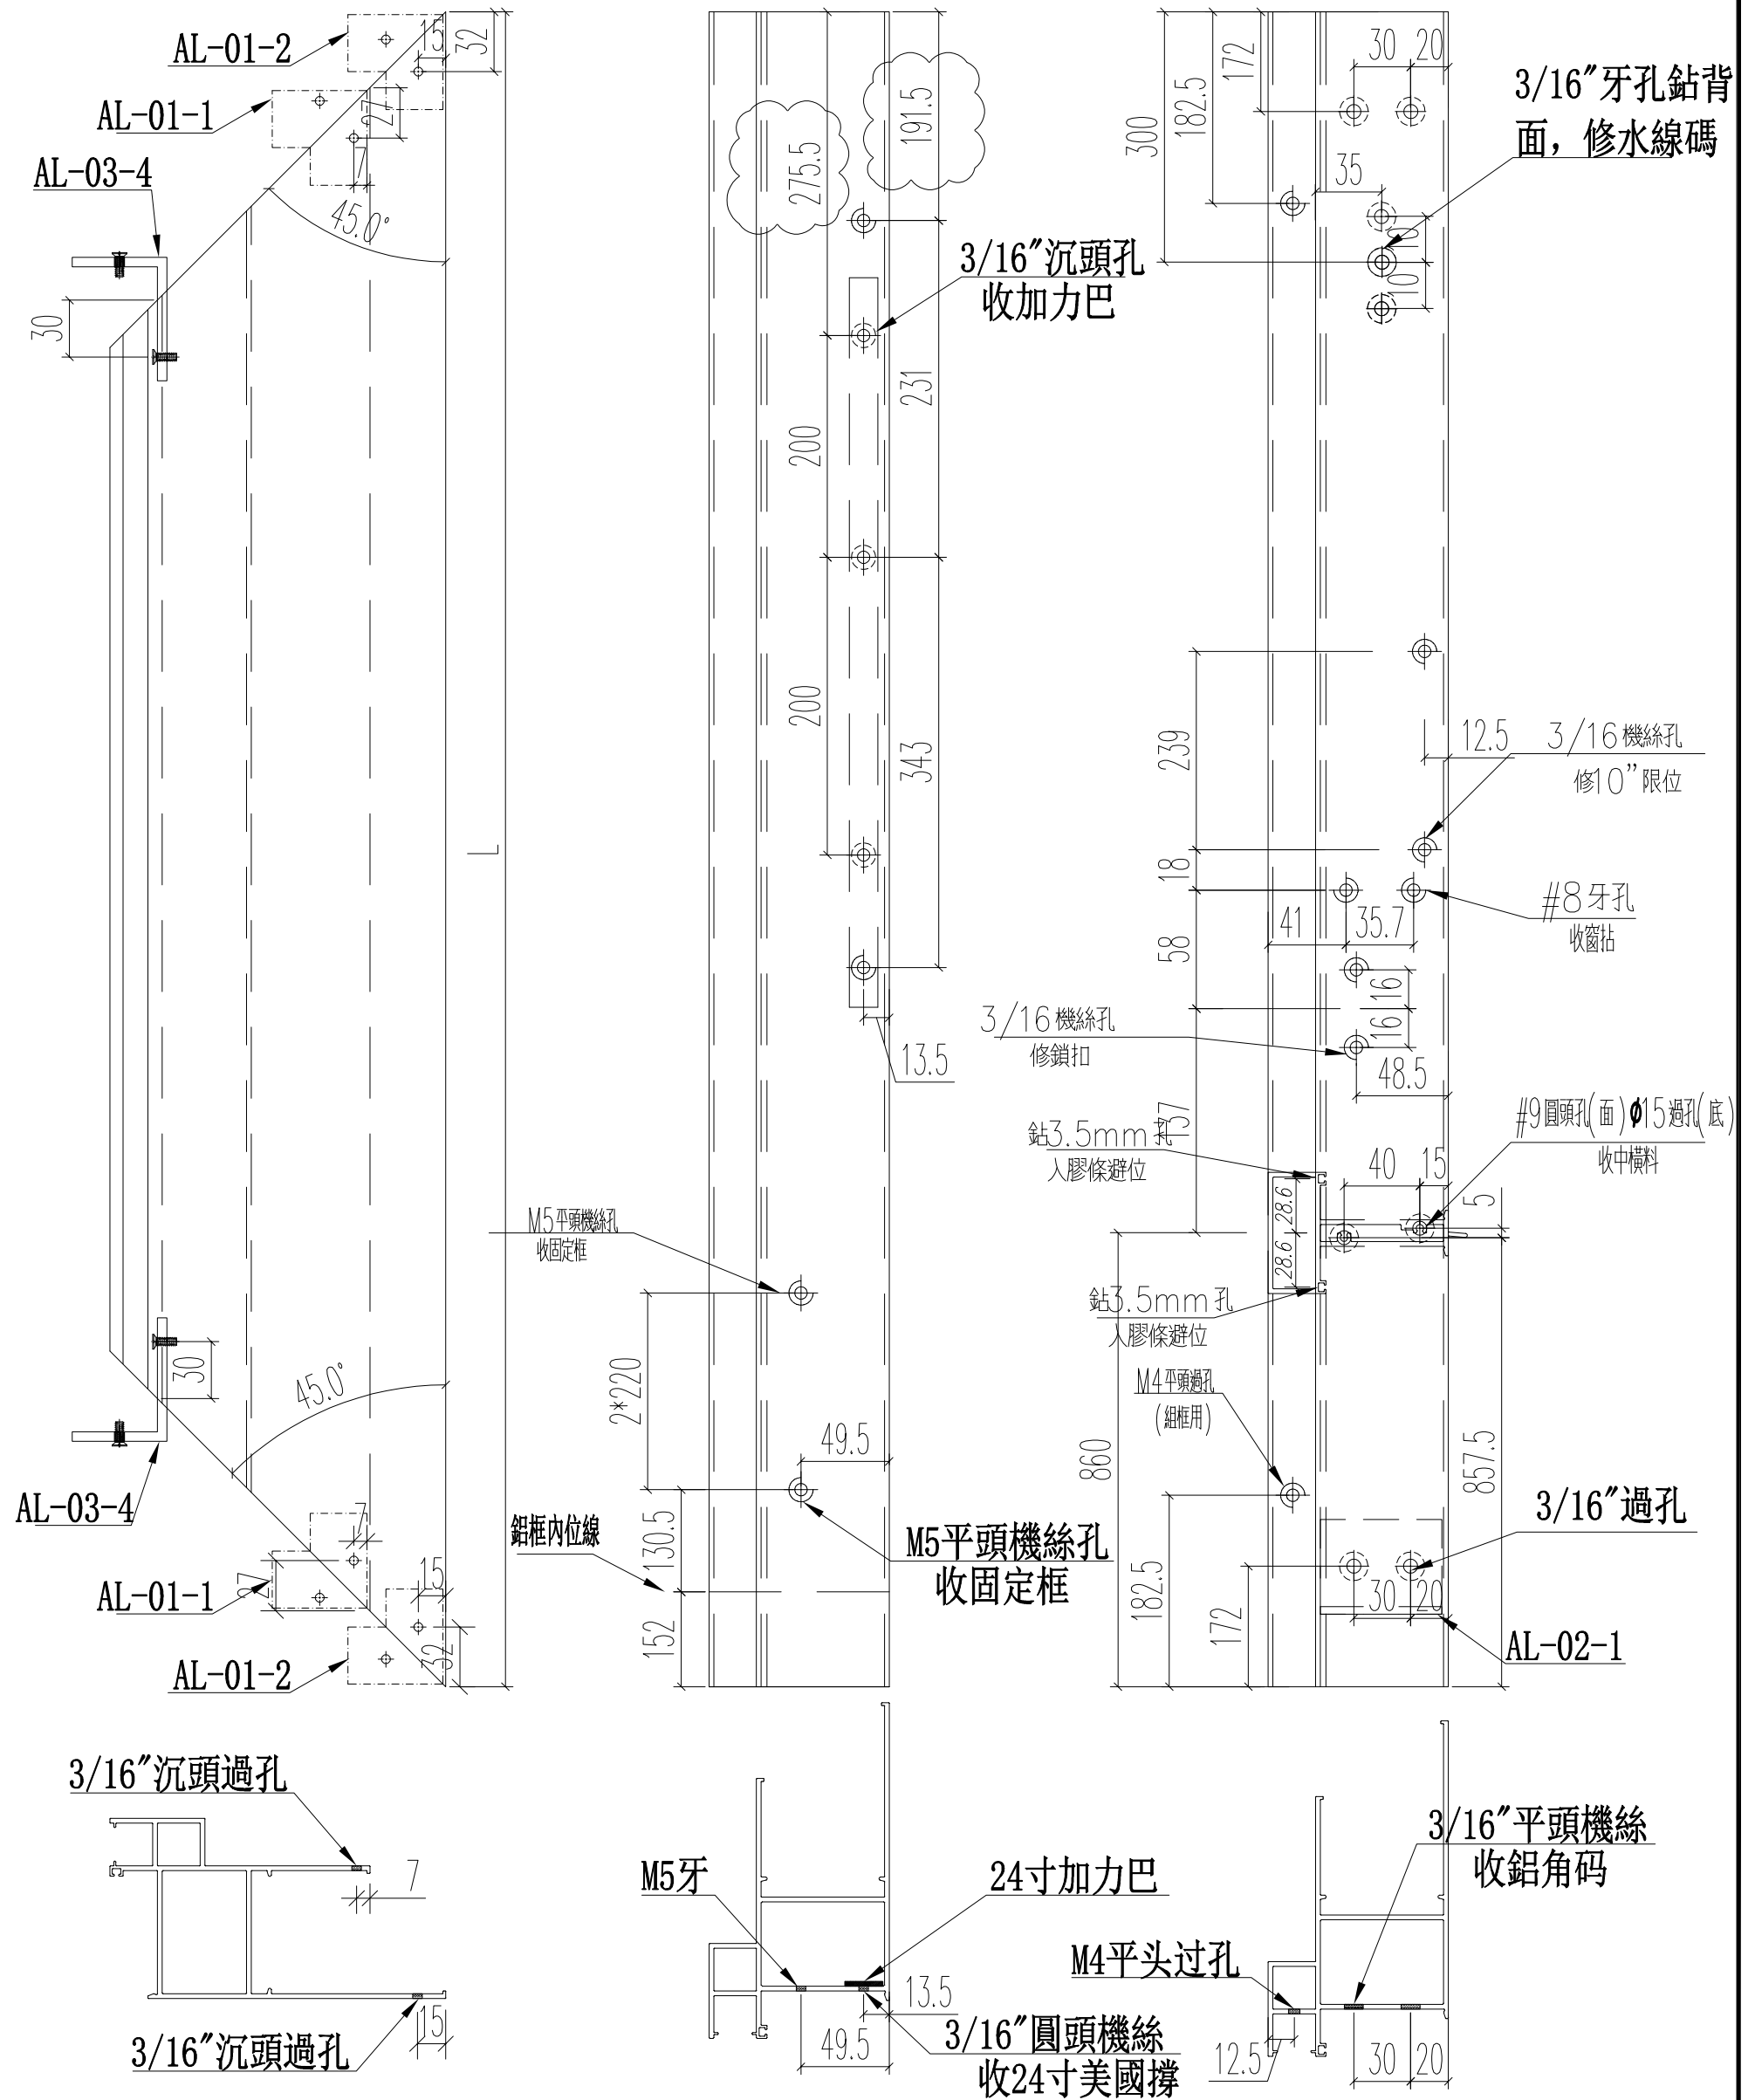 AL-01-2
AL-01-1
AL-03-4
15
32
27
7
45.0°
30
L
30
45.0°
AL-03-4
7
27
15
32
AL-01-1
AL-01-2
3/16″沉頭過孔
7
3/16″沉頭過孔
15
275.5
191.5
3/16″沉頭孔
收加力巴
200
231
200
343
13.5
M5平頭機絲孔
收固定框
2*220
49.5
130.5
152
鋁框內位線
M5平頭機絲孔
收固定框
M5牙
24寸加力巴
13.5
49.5
3/16″圓頭機絲
收24寸美國撐
300
182.5
172
30
20
3/16″牙孔鉆背
面，修水線碼
35
10
10
239
12.5
3/16機絲孔
修10”限位
18
41
35.7
#8牙孔
收窗拈
58
16
16
3/16機絲孔
修鎖扣
48.5
157
鉆3.5mm孔
入膠條避位
#9圓頭孔(面)ϕ15過孔(底)
收中橫料
40
15
5
28.6
28.6
鉆3.5mm孔
入膠條避位
M4平頭過孔
(組框用)
860
857.5
182.5
172
3/16″過孔
30
20
AL-02-1
3/16″平頭機絲
收鋁角码
M4平头过孔
12.5
30
20